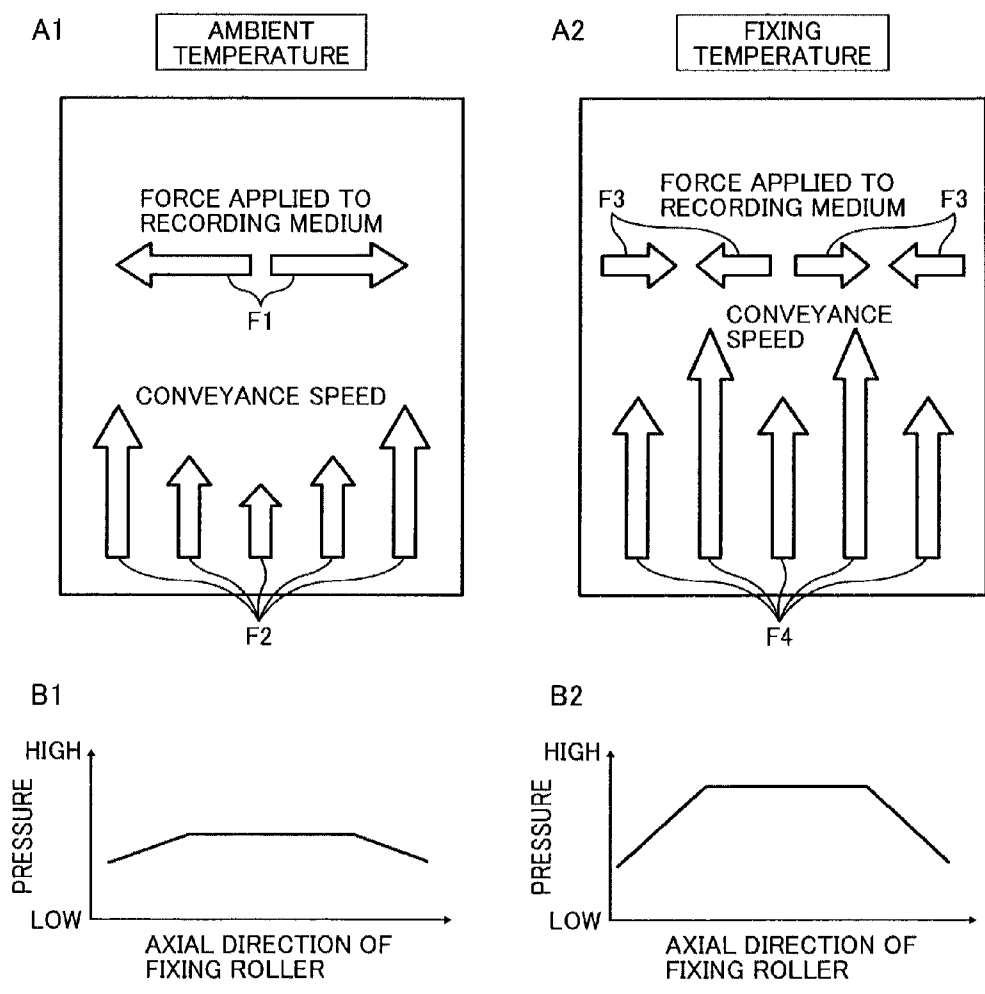 A1
AMBIENT
TEMPERATURE
FORCE APPLIED TO
RECORDING MEDIUM
F1
CONVEYANCE SPEED
F2
A2
FIXING
TEMPERATURE
FORCE APPLIED TO
F3
RECORDING MEDIUM
F3
CONVEYANCE
SPEED
F4
B1
HIGH
PRESSURE
LOW
AXIAL DIRECTION OF
FIXING ROLLER
B2
HIGH
PRESSURE
LOW
AXIAL DIRECTION OF
FIXING ROLLER